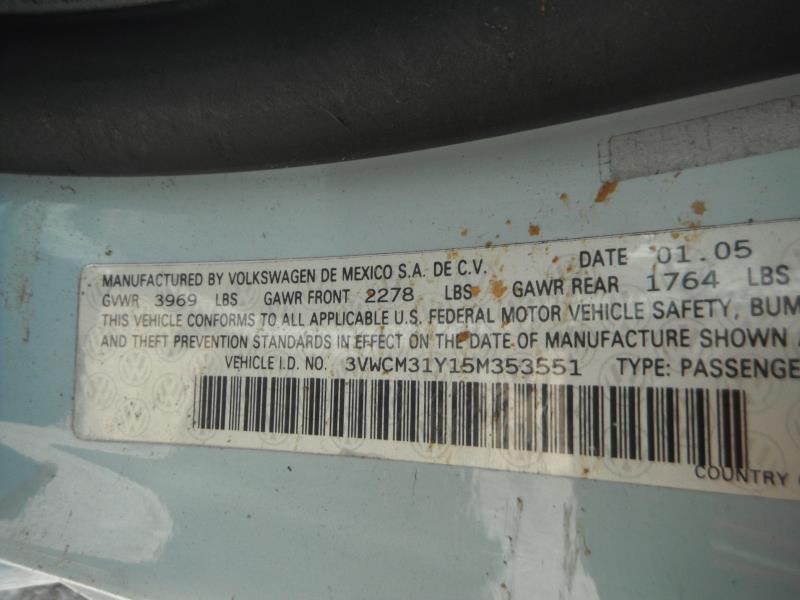 MANUFACTURED BY VOLKSWAGEN DE MEXICO S.A. DE C.V. DATE 01.05
GVWR 3969 LBS GAWR FRONT 2278 LBS GAWR REAR 1764 LBS
THIS VEHICLE CONFORMS TO ALL APPLICABLE U.S. FEDERAL MOTOR VEHICLE SAFETY, BUM
AND THEFT PREVENTION STANDARDS IN EFFECT ON THE DATE OF MANUFACTURE SHOWN A
VEHICLE I.D. NO. 3VWCM31Y15M353551 TYPE: PASSENGE
COUNTRY